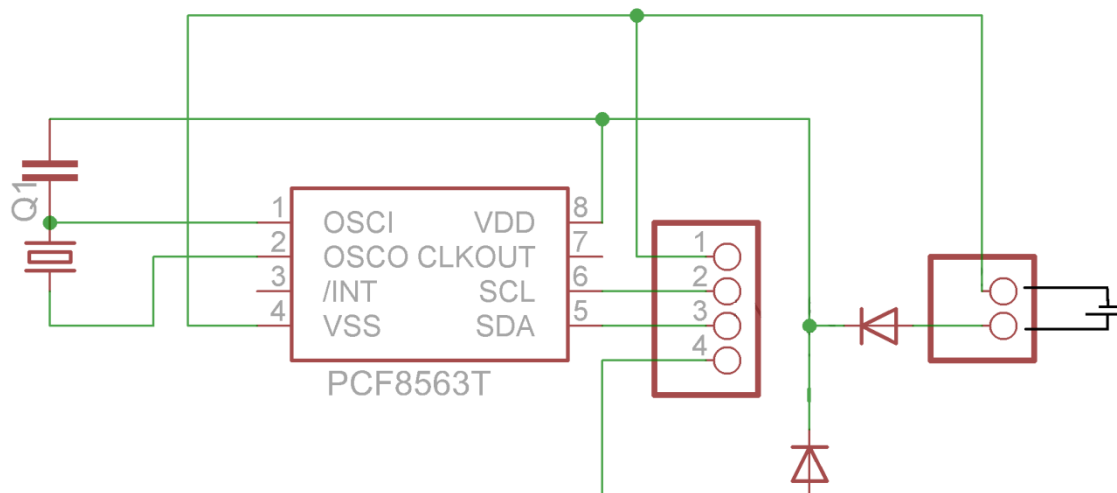 Q1
1 OSCI VDD 8
2 OSCO CLKOUT 7
3 /INT SCL 6
4 VSS SDA 5
PCF8563T
1
2
3
4